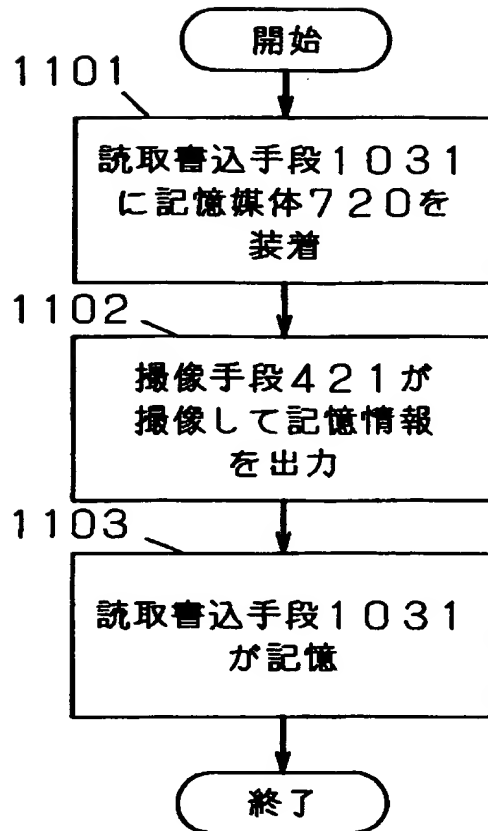 開始
1101
読取書込手段1031
に記憶媒体720を
装着
1102
撮像手段421が
撮像して記憶情報
を出力
1103
読取書込手段1031
が記憶
終了